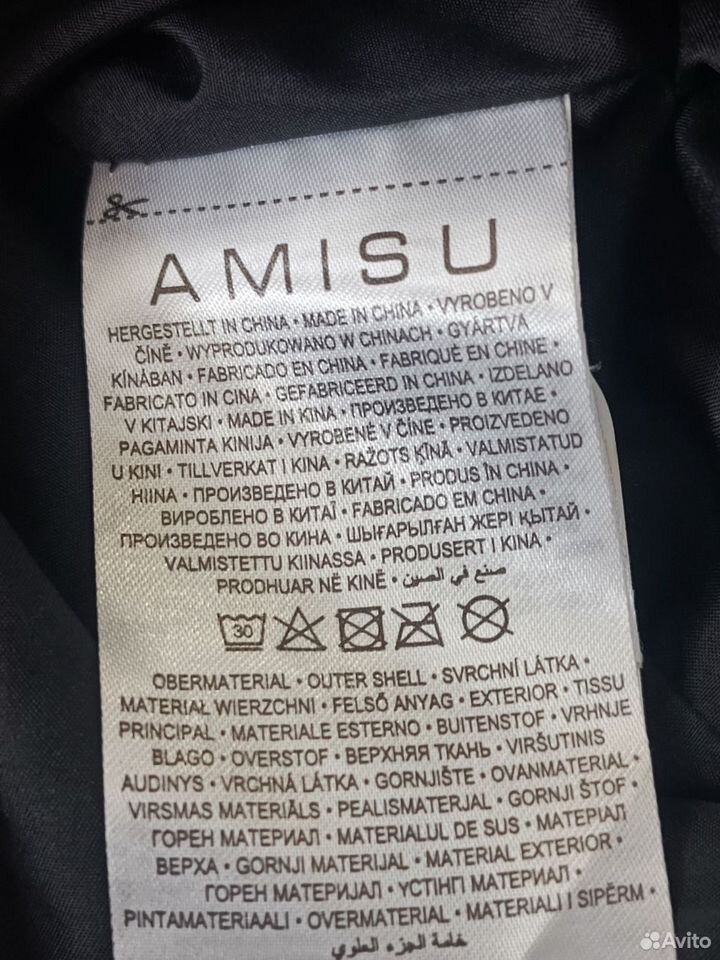 AMISU
HERGESTELLT IN CHINA • MADE IN CHINA • VYROBENO V
ČÍNĚ • WYPRODUKOWANO W CHINACH • GYÁRTVA
KÍNÁBAN • FABRICADO EN CHINA • FABRIQUÉ EN CHINE •
FABRICATO IN CINA • GEFABRICEERD IN CHINA • IZDELANO
V KITAJSKI • MADE IN KINA • ПРОИЗВЕДЕНО В КИТАЕ •
PAGAMINTA KINIJA • VYROBENÉ V ČÍNE • PROIZVEDENO
U KINI • TILLVERKAT I KINA • RAŽOTS ĶĪNĀ • VALMISTATUD
HIINA • ПРОИЗВЕДЕНО В КИТАЙ • PRODUS ÎN CHINA •
ВИРОБЛЕНО В КИТАЇ • FABRICADO EM CHINA •
ПРОИЗВЕДЕНО ВО КИНА • ШЫҒАРЫЛҒАН ЖЕРІ ҚЫТАЙ •
VALMISTETTU KIINASSA • PRODUSERT I KINA •
PRODHUAR NË KINË • صنع في الصين
30
OBERMATERIAL • OUTER SHELL • SVRCHNÍ LÁTKA •
MATERIAŁ WIERZCHNI • FELSŐ ANYAG • EXTERIOR • TISSU
PRINCIPAL • MATERIALE ESTERNO • BUITENSTOF • VRHNJE
BLAGO • OVERSTOF • ВЕРХНЯЯ ТКАНЬ • VIRŠUTINIS
AUDINYS • VRCHNÁ LÁTKA • GORNJIŠTE • OVANMATERIAL •
VIRSMAS MATERIĀLS • PEALISMATERJAL • GORNJI ŠTOF •
ГОРЕН МАТЕРИАЛ • MATERIALUL DE SUS • МАТЕРІАЛ
ВЕРХА • GORNJI MATERIJAL • MATERIAL EXTERIOR •
ГОРЕН МАТЕРИЈАЛ • ҮСТІҢГІ МАТЕРИАЛ •
PINTAMATERIAALI • OVERMATERIAL • MATERIALI I SIPËRM •
خامة الجزء العلوي
Avito